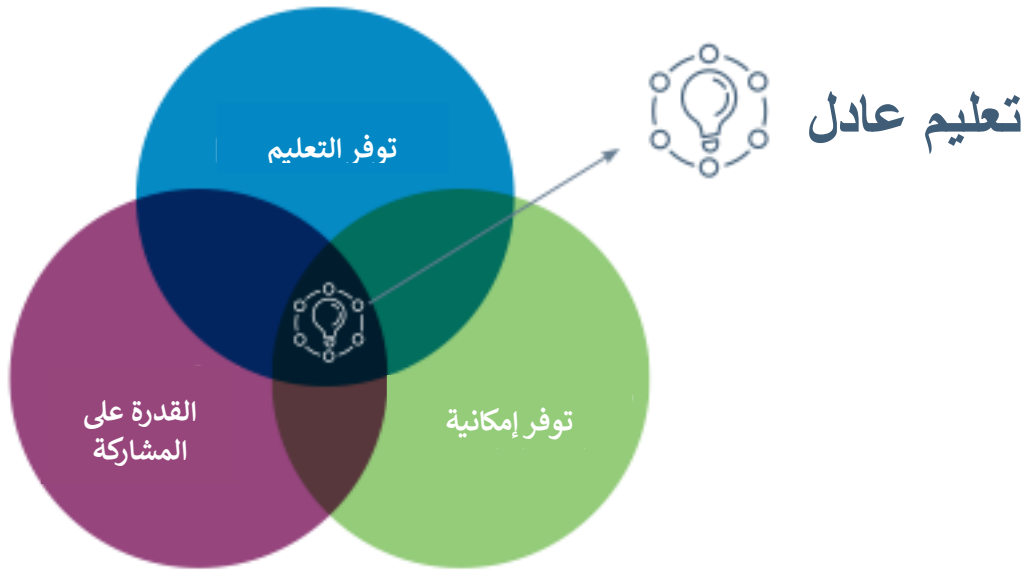 تعليم عادل
توفر التعليم
القدرة على
المشاركة
توفر إمكانية